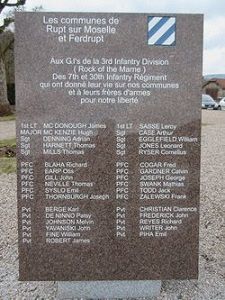 Les communes de
Rupt sur Moselle
et Ferdrupt
Aux G.I's de la 3rd Infantry Division
( Rock of the Marne )
Des 7th et 30th Infantry Régiment
qui ont donné leur vie sur nos communes
et à leurs frères d'armes
pour notre liberté
1st LT MC DONOUGH James
MAJOR MC KENZIE Hugh
Sgt DENNING Adrian
Sgt HARNETT Thomas
Sgt MILLS Thomas
1st LT SASSE Leroy
Sgt CASE Arthur
Sgt EGGLEFIELD William
Sgt JONES Leonard
Sgt RYSER Cornelius
PFC BLAHA Richard
PFC EARP Otis
PFC GILL John
PFC NEVILLE Thomas
PFC SYSLO Emil
PFC THORNBURGH Joseph
PFC COGAR Fred
PFC GARDNER Calvin
PFC JOSEPH George
PFC SWANK Mathias
PFC TODD Jack
PFC ZALEWSKI Frank
Pvt BERGE Karl
Pvt DE NINNO Patsy
Pvt JOHNSON Melvin
Pvt YAVANISKI John
Pvt FINE William
Pvt ROBERT James
Pvt CHRISTIAN Clarence
Pvt FREDERICK John
Pvt REYES Richard
Pvt WRITER John
Pvt PIHA Emil